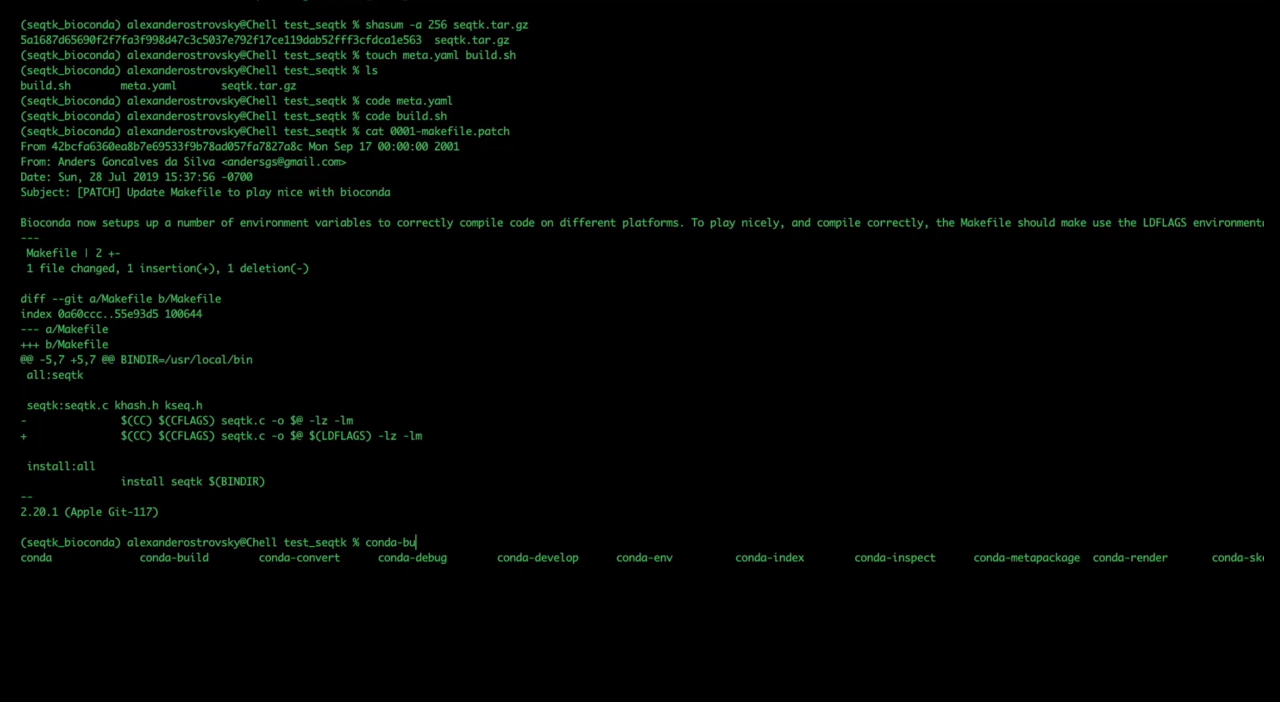 (seqtk_bioconda) alexanderostrovsky@Chell test_seqtk % shasum -a 256 seqtk.tar.gz
5a1687d65690f2f7fa3f998d47c3c5037e792f17ce119dab52fff3cfdca1e563  seqtk.tar.gz
(seqtk_bioconda) alexanderostrovsky@Chell test_seqtk % touch meta.yaml build.sh
(seqtk_bioconda) alexanderostrovsky@Chell test_seqtk % ls
build.sh        meta.yaml       seqtk.tar.gz
(seqtk_bioconda) alexanderostrovsky@Chell test_seqtk % code meta.yaml
(seqtk_bioconda) alexanderostrovsky@Chell test_seqtk % code build.sh
(seqtk_bioconda) alexanderostrovsky@Chell test_seqtk % cat 0001-makefile.patch
From 42bcfa6360ea8b7e69533f9b78ad057fa7827a8c Mon Sep 17 00:00:00 2001
From: Anders Goncalves da Silva <andersgs@gmail.com>
Date: Sun, 28 Jul 2019 15:37:56 -0700
Subject: [PATCH] Update Makefile to play nice with bioconda
Bioconda now setups up a number of environment variables to correctly compile code on different platforms. To play nicely, and compile correctly, the Makefile should make use the LDFLAGS environment
---
 Makefile | 2 +-
 1 file changed, 1 insertion(+), 1 deletion(-)
diff --git a/Makefile b/Makefile
index 0a60ccc..55e93d5 100644
--- a/Makefile
+++ b/Makefile
@@ -5,7 +5,7 @@ BINDIR=/usr/local/bin
 all:seqtk
 seqtk:seqtk.c khash.h kseq.h
-               $(CC) $(CFLAGS) seqtk.c -o $@ -lz -lm
+               $(CC) $(CFLAGS) seqtk.c -o $@ $(LDFLAGS) -lz -lm
 install:all
                install seqtk $(BINDIR)
--
2.20.1 (Apple Git-117)
(seqtk_bioconda) alexanderostrovsky@Chell test_seqtk % conda-bu
conda              conda-build        conda-convert      conda-debug        conda-develop      conda-env          conda-index        conda-inspect      conda-metapackage  conda-render       conda-sk